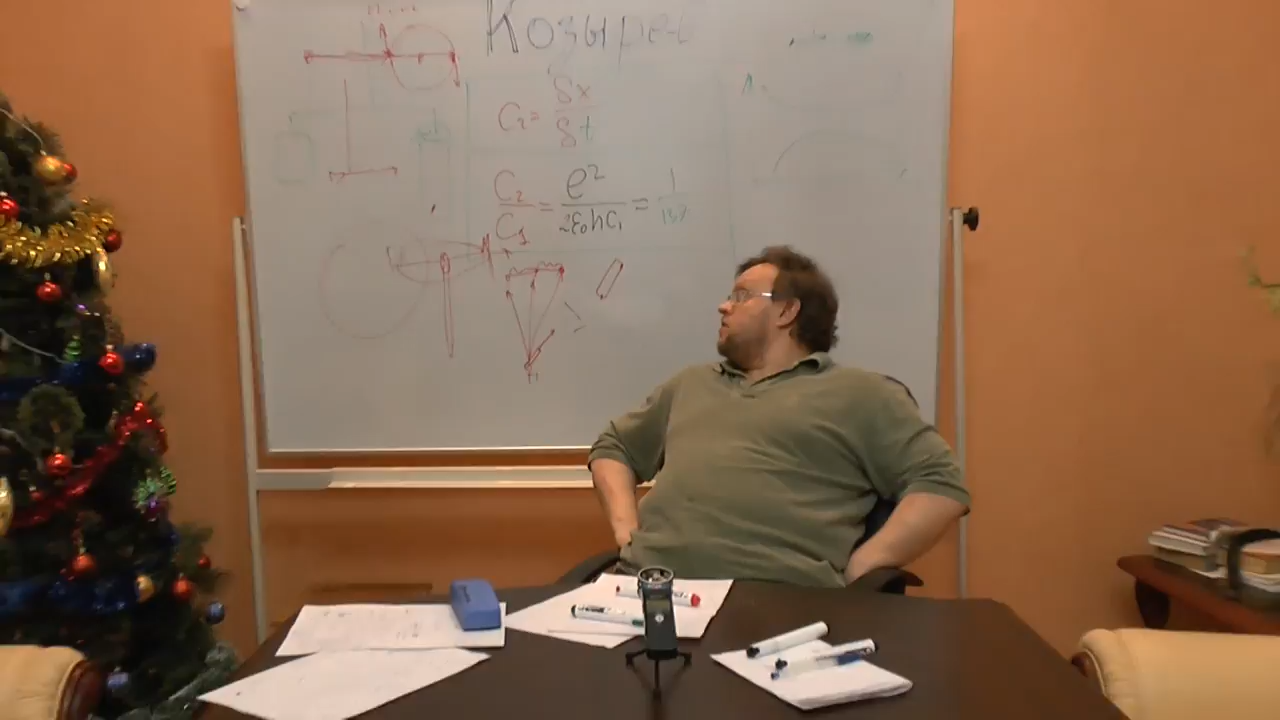 Козырев
C₂ = δx / δt
C₂ / C₁ = e² / 2ε₀hC₁ = 1 / 137